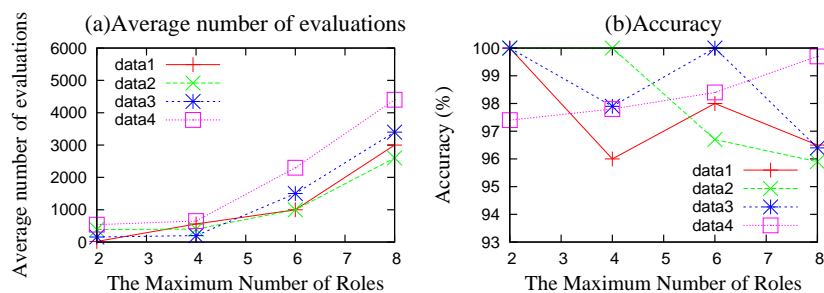 (a)Average number of evaluations
Average number of evaluations
6000
5000
4000
3000
2000
1000
0
data1
data2
data3
data4
2 3 4 5 6 7 8
The Maximum Number of Roles
(b)Accuracy
Accuracy (%)
100
99
98
97
96
95
94
93
data1
data2
data3
data4
2 3 4 5 6 7 8
The Maximum Number of Roles